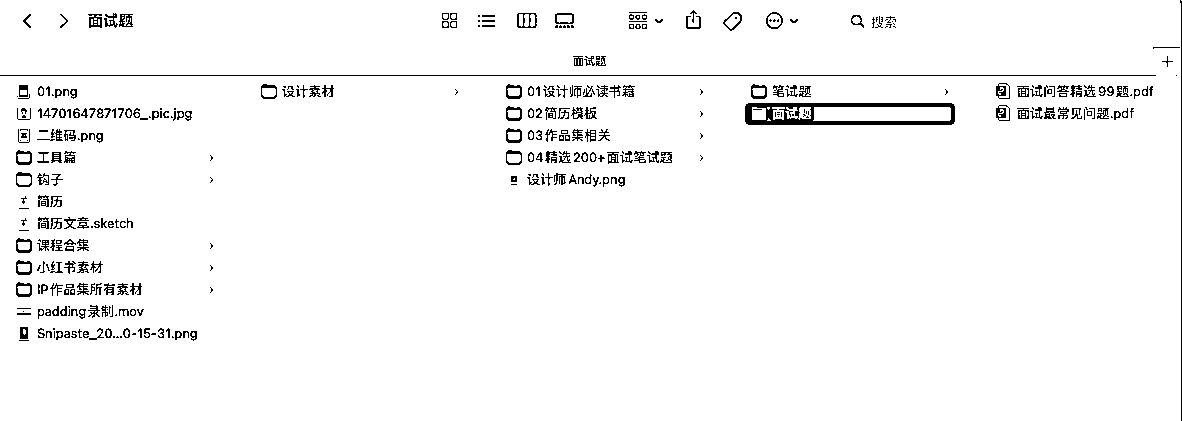 面试题
搜索
面试题
01.png
14701647871706_.pic.jpg
二维码.png
工具篇
钩子
简历
简历文章.sketch
课程合集
小红书素材
IP作品集所有素材
padding录制.mov
Snipaste_20...0-15-31.png
设计素材
01设计师必读书籍
02简历模板
03作品集相关
04精选200+面试笔试题
设计师Andy.png
笔试题
面试题
面试问答精选99题.pdf
面试最常见问题.pdf